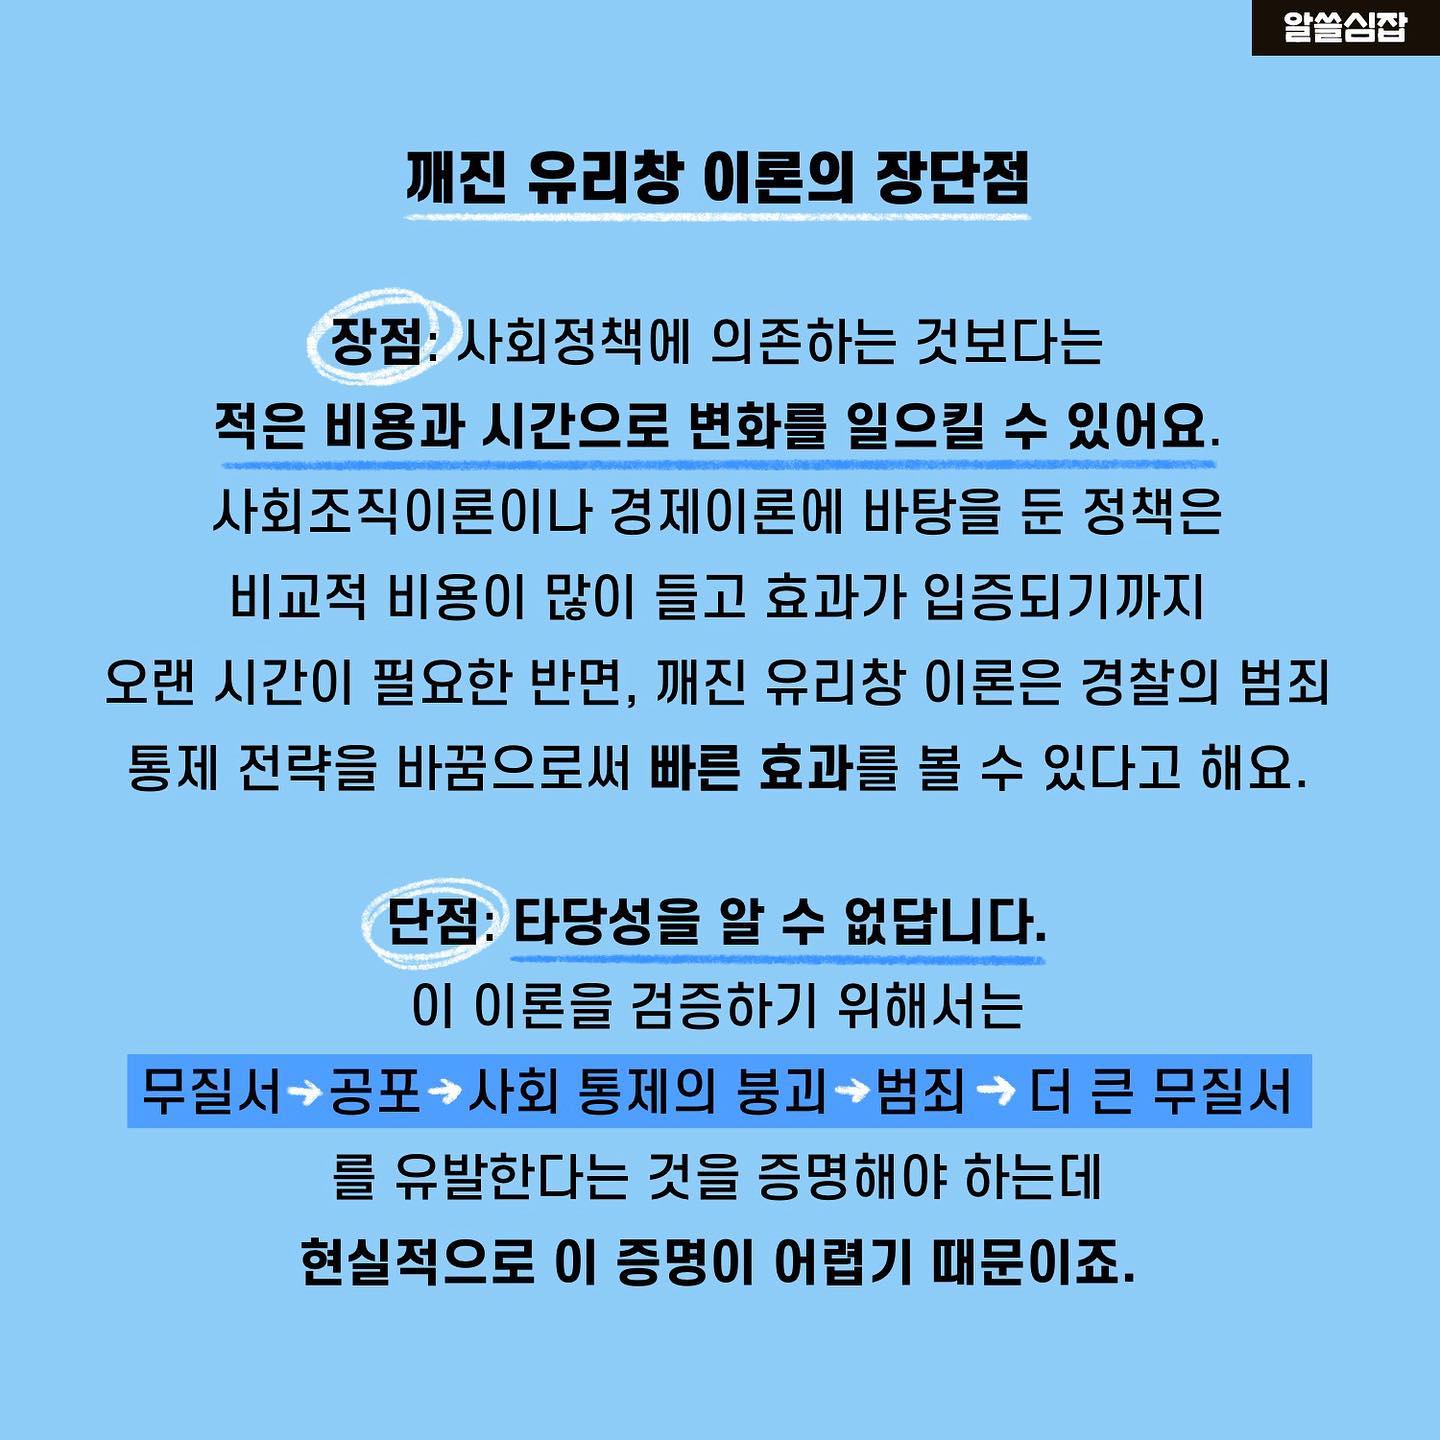 알쓸심잡
깨진 유리창 이론의 장단점
장점: 사회정책에 의존하는 것보다는
적은 비용과 시간으로 변화를 일으킬 수 있어요.
사회조직이론이나 경제이론에 바탕을 둔 정책은
비교적 비용이 많이 들고 효과가 입증되기까지
오랜 시간이 필요한 반면, 깨진 유리창 이론은 경찰의 범죄
통제 전략을 바꿈으로써 빠른 효과를 볼 수 있다고 해요.
단점: 타당성을 알 수 없답니다.
이 이론을 검증하기 위해서는
무질서→공포→사회 통제의 붕괴→범죄→ 더 큰 무질서
를 유발한다는 것을 증명해야 하는데
현실적으로 이 증명이 어렵기 때문이죠.